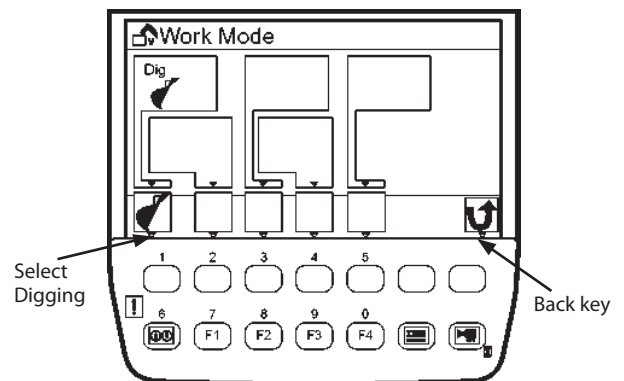 Work Mode
Dig
Select
Digging
Back key
1 2 3 4 5
6 7 8 9 0
F1 F2 F3 F4